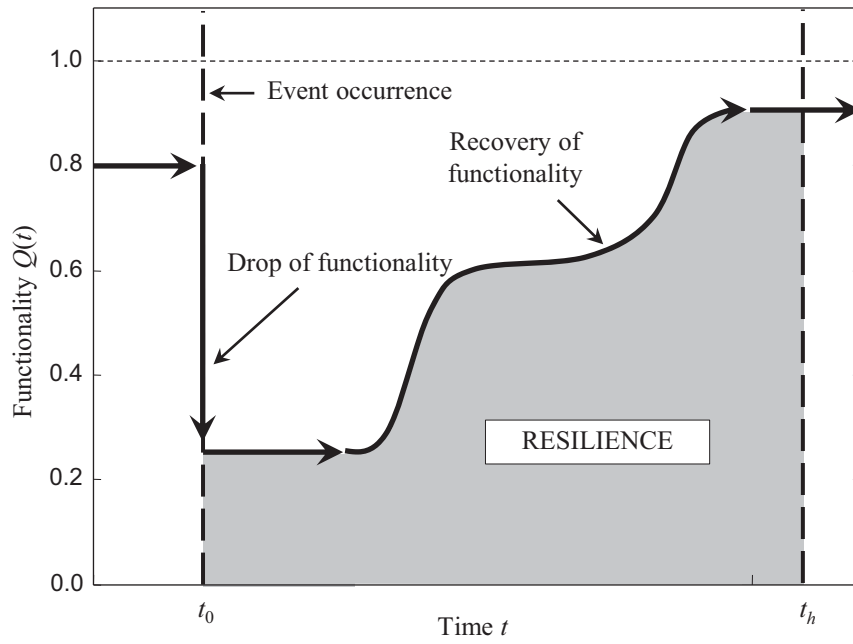 1.0
Event occurrence
Recovery of
functionality
0.8
0.6
Drop of functionality
Functionality Q(t)
0.4
RESILIENCE
0.2
0.0
t0
Time t
th